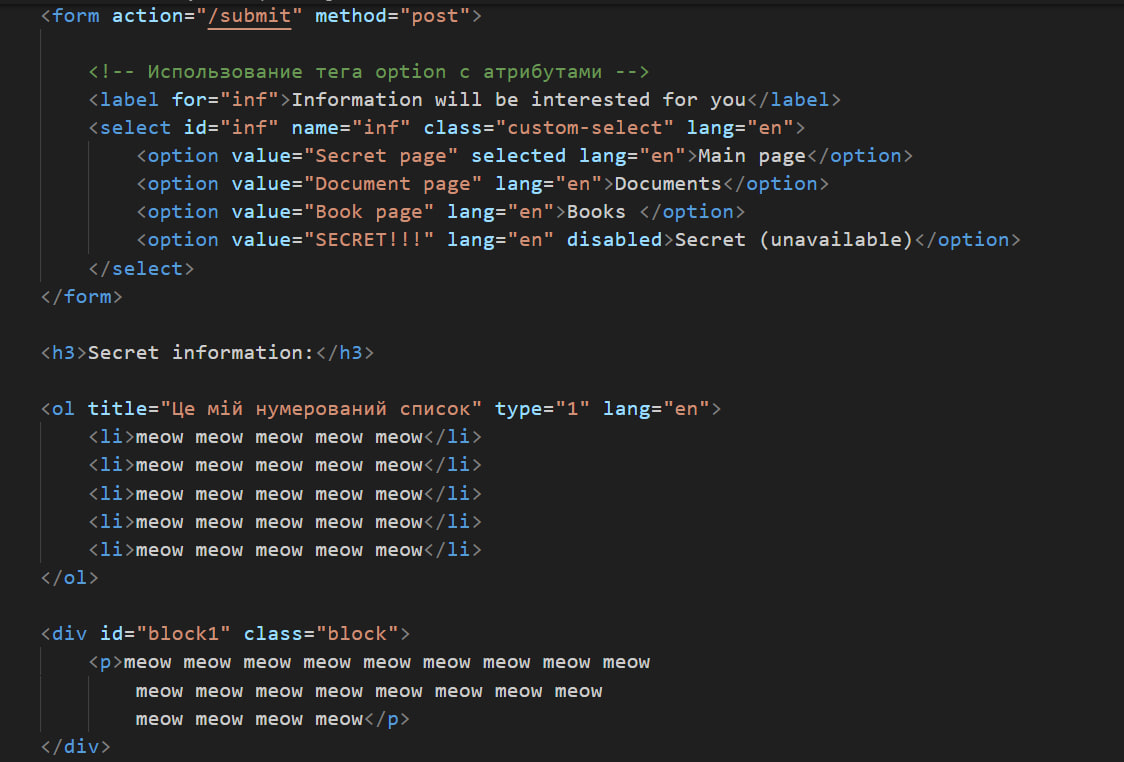 <form action="/submit" method="post">
<!-- Использование тега option с атрибутами -->
<label for="inf">Information will be interested for you</label>
<select id="inf" name="inf" class="custom-select" lang="en">
<option value="Secret page" selected lang="en">Main page</option>
<option value="Document page" lang="en">Documents</option>
<option value="Book page" lang="en">Books </option>
<option value="SECRET!!!" lang="en" disabled>Secret (unavailable)</option>
</select>
</form>
<h3>Secret information:</h3>
<ol title="Це мій нумерований список" type="1" lang="en">
<li>meow meow meow meow meow</li>
<li>meow meow meow meow meow</li>
<li>meow meow meow meow meow</li>
<li>meow meow meow meow meow</li>
<li>meow meow meow meow meow</li>
</ol>
<div id="block1" class="block">
<p>meow meow meow meow meow meow meow meow meow
meow meow meow meow meow meow meow meow
meow meow meow meow</p>
</div>